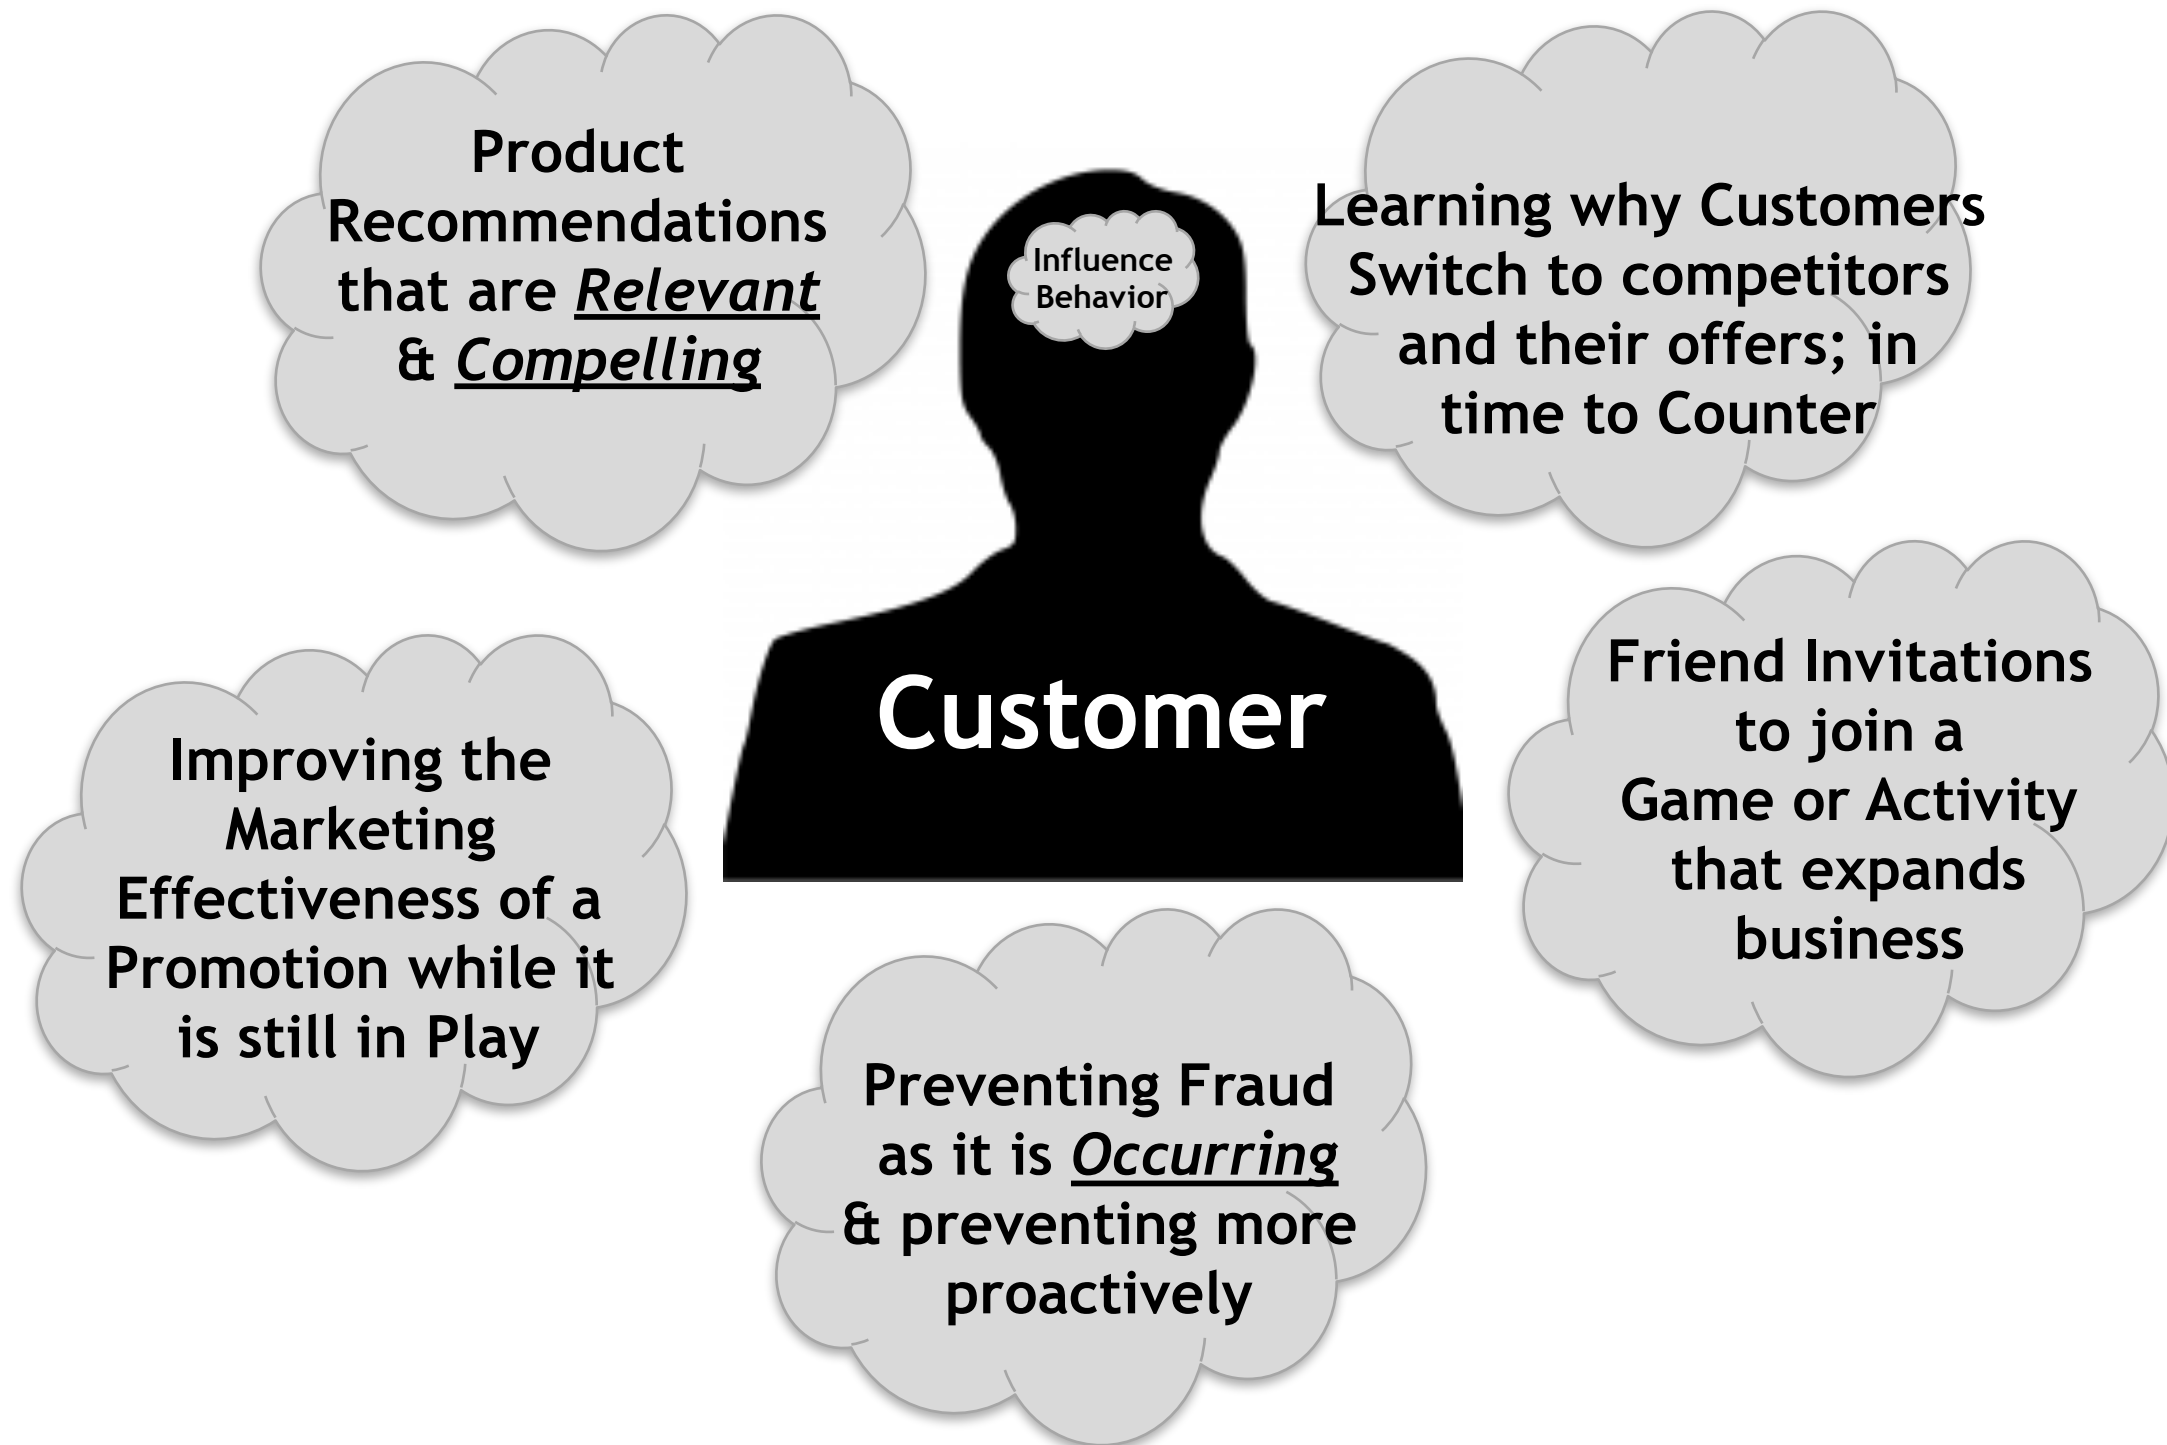 Product
Recommendations
that are Relevant
& Compelling
Influence
Behavior
Learning why Customers
Switch to competitors
and their offers; in
time to Counter
Customer
Improving the
Marketing
Effectiveness of a
Promotion while it
is still in Play
Friend Invitations
to join a
Game or Activity
that expands
business
Preventing Fraud
as it is Occurring
& preventing more
proactively